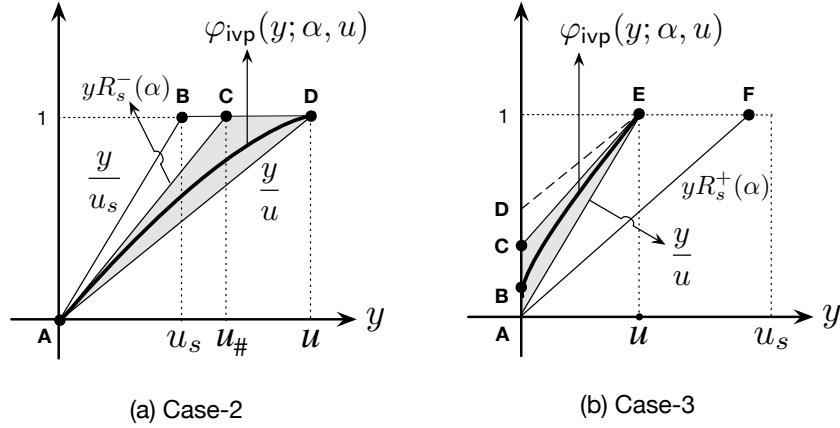 φ_ivp(y; α, u)
yR_s^-(α)
B C D
1
y/u_s
y/u
A
u_s u_# u y
(a) Case-2
φ_ivp(y; α, u)
E F
1
D
yR_s^+(α)
C
y/u
B
A
u u_s y
(b) Case-3